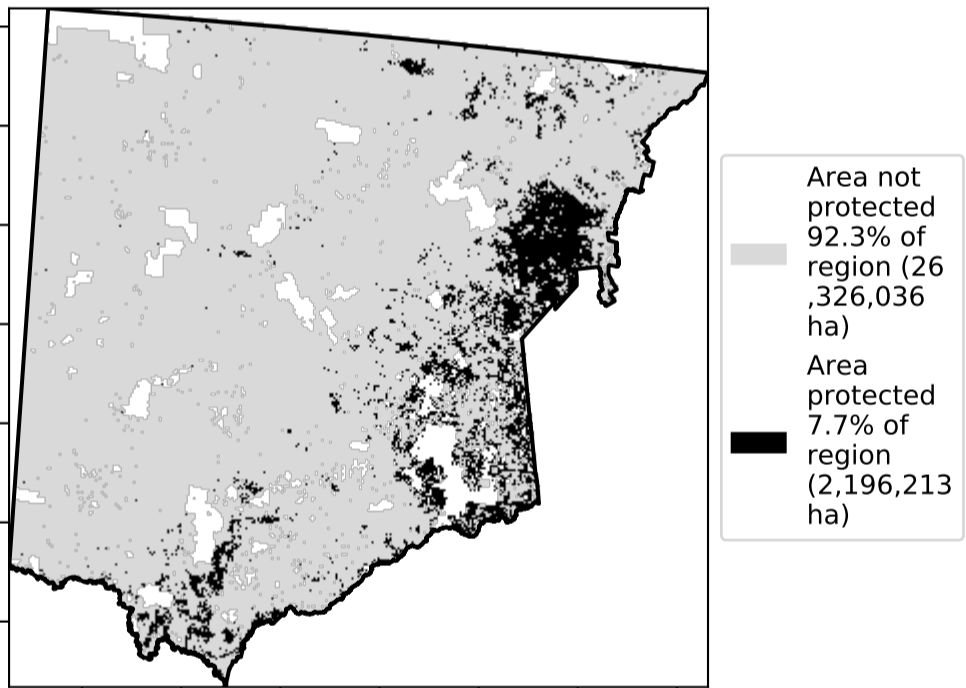 Area not
protected
92.3% of
region (26
,326,036
ha)
Area
protected
7.7% of
region
(2,196,213
ha)